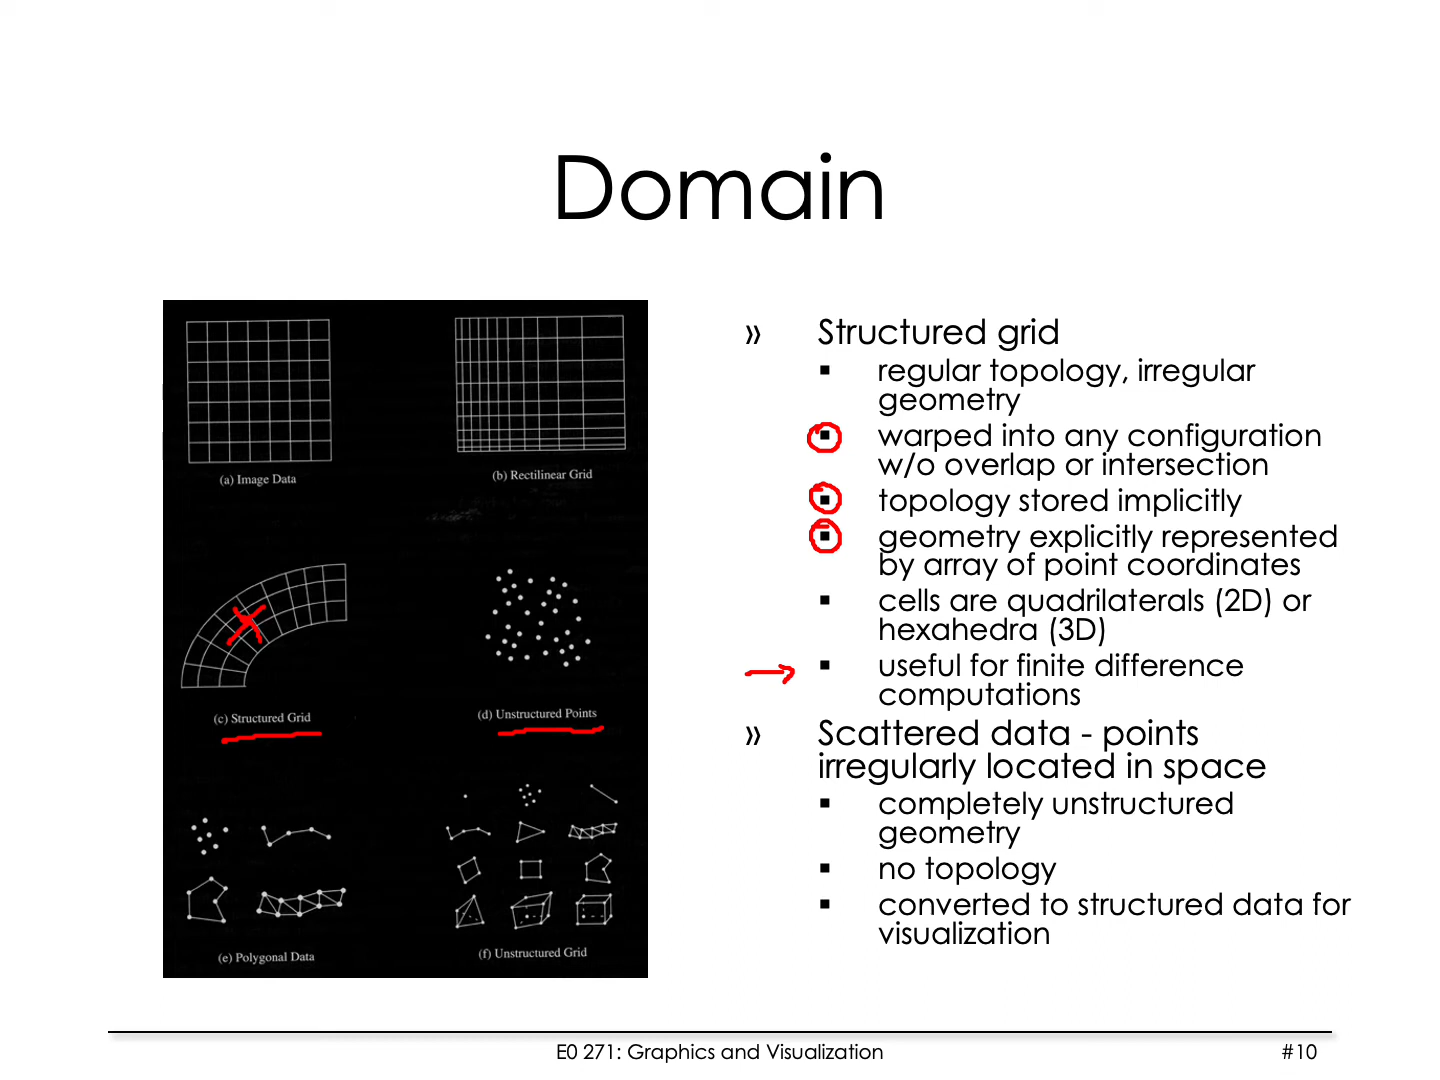 Domain
(a) Image Data
(b) Rectilinear Grid
(c) Structured Grid
(d) Unstructured Points
(e) Polygonal Data
(f) Unstructured Grid
» Structured grid
▪ regular topology, irregular
geometry
▪ warped into any configuration
w/o overlap or intersection
▪ topology stored implicitly
▪ geometry explicitly represented
by array of point coordinates
▪ cells are quadrilaterals (2D) or
hexahedra (3D)
▪ useful for finite difference
computations
» Scattered data - points
irregularly located in space
▪ completely unstructured
geometry
▪ no topology
▪ converted to structured data for
visualization
E0 271: Graphics and Visualization
#10